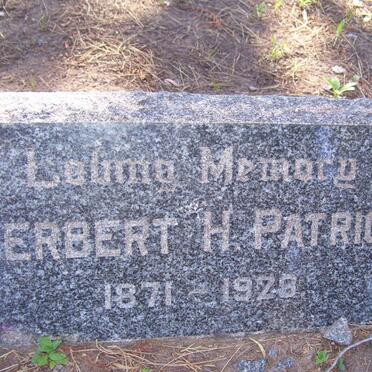 Loving Memory
ERBERT H. PATRIC
1871 - 1928